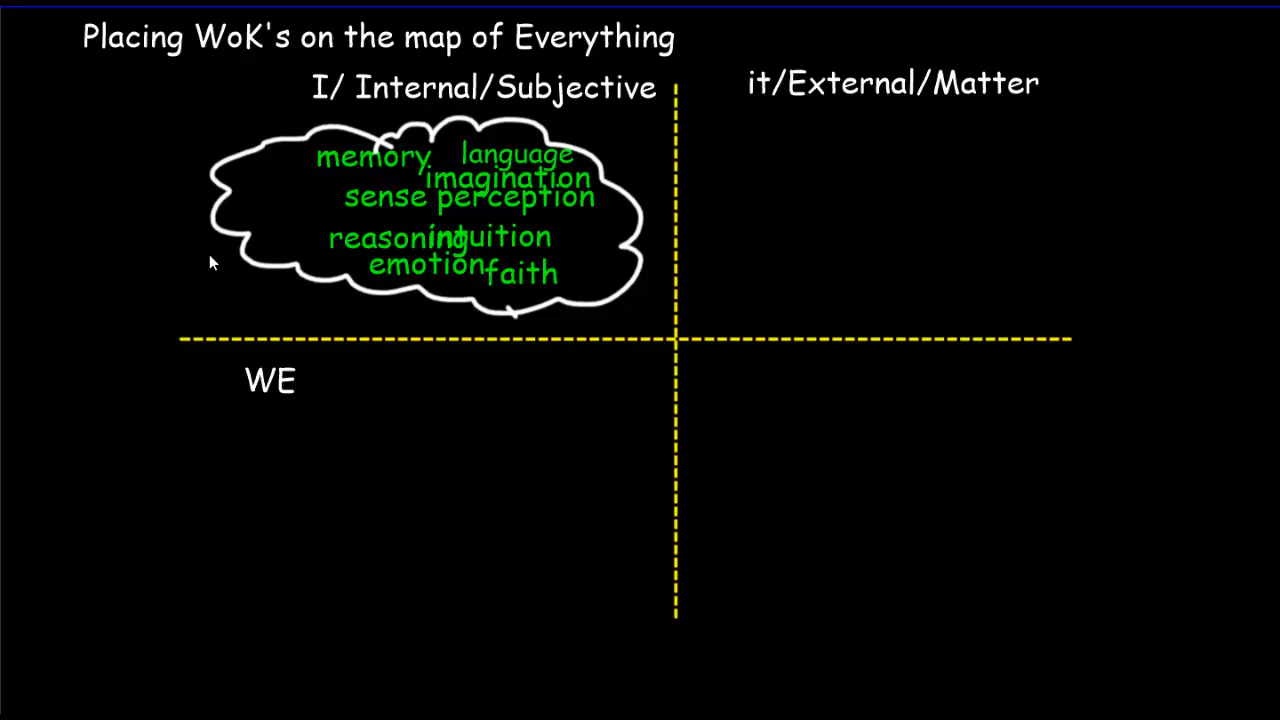 Placing WoK's on the map of Everything
I/ Internal/Subjective
it/External/Matter
memory language
imagination
sense perception
reasoning intuition
emotion faith
WE